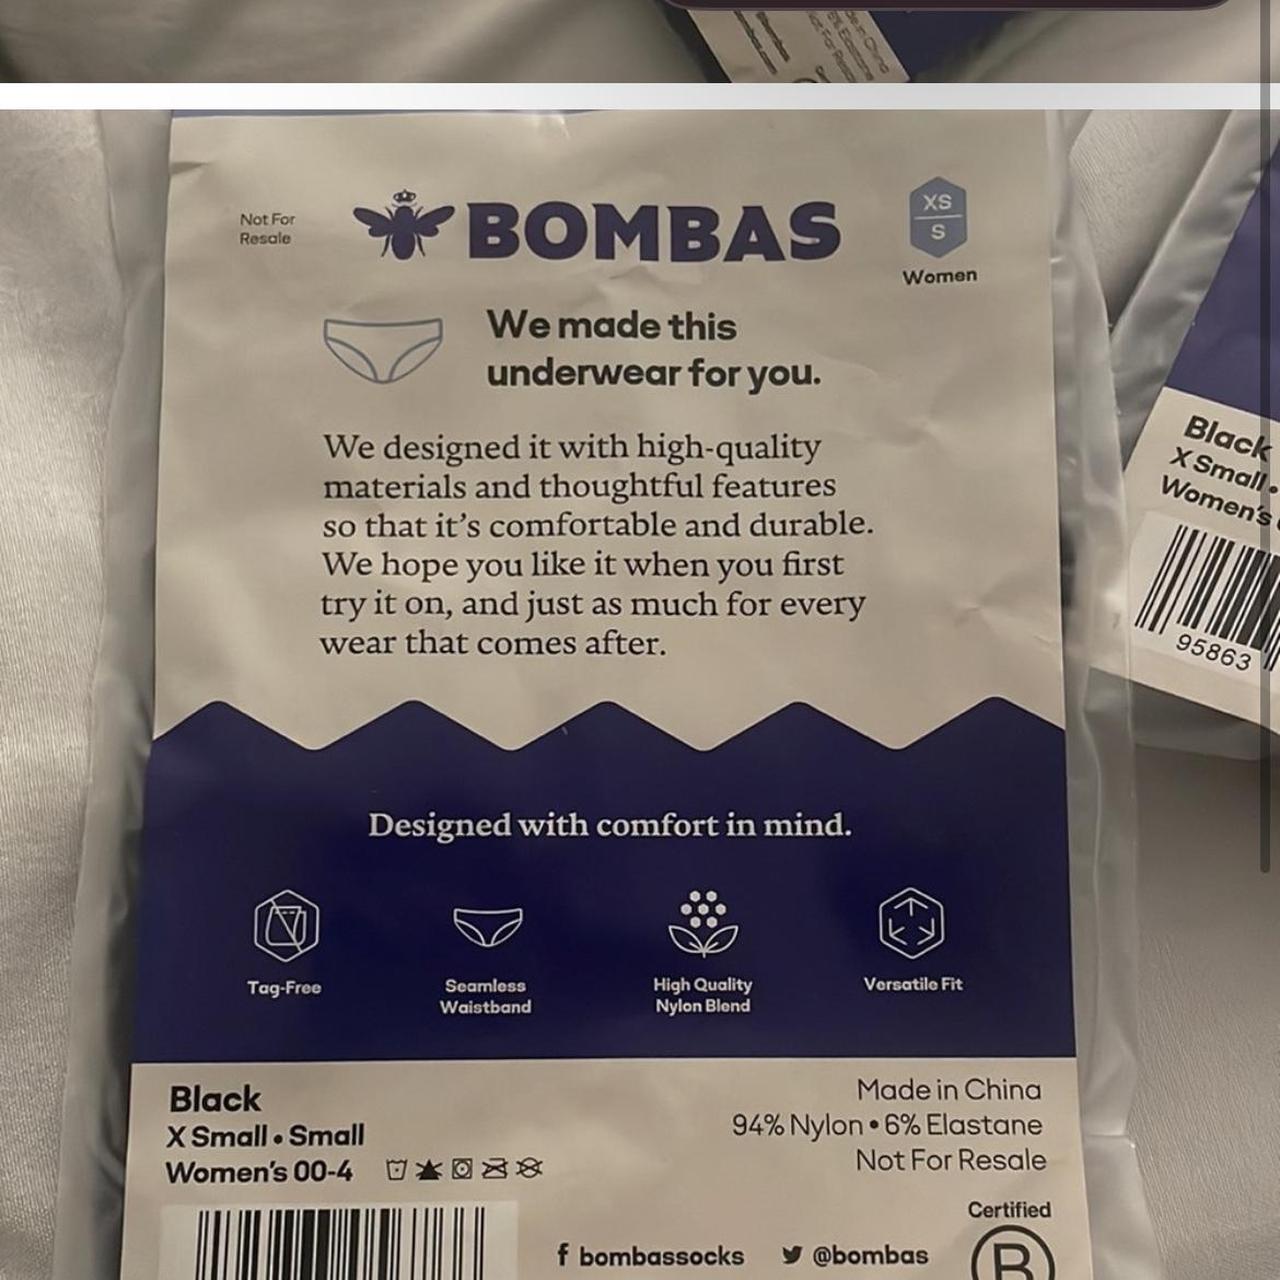 Not For
Resale
BOMBAS
XS
S
Women
We made this
underwear for you.
We designed it with high-quality
materials and thoughtful features
so that it's comfortable and durable.
We hope you like it when you first
try it on, and just as much for every
wear that comes after.
Designed with comfort in mind.
Tag-Free
Seamless
Waistband
High Quality
Nylon Blend
Versatile Fit
Black
X Small • Small
Women's 00-4
Made in China
94% Nylon • 6% Elastane
Not For Resale
Certified
B
f bombassocks
@bombas
Black
X Small •
Women's
95863